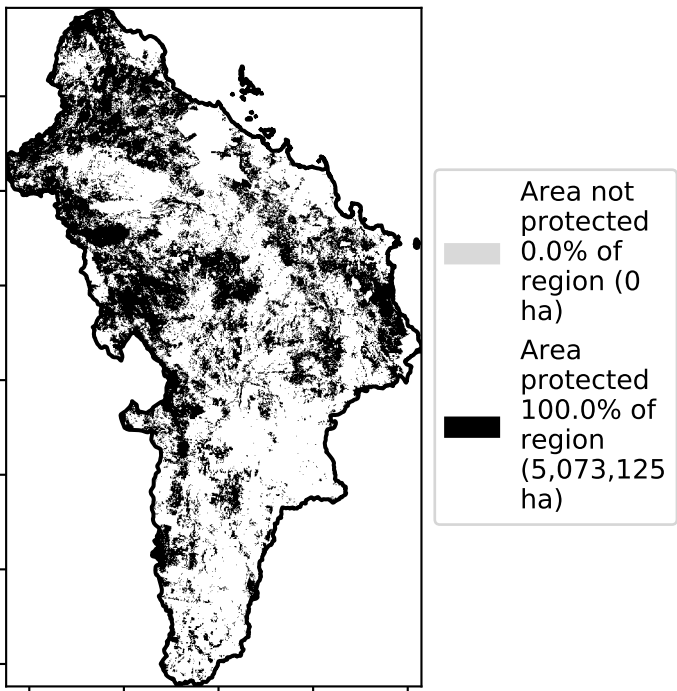 Area not
protected
0.0% of
region (0
ha)
Area
protected
100.0% of
region
(5,073,125
ha)